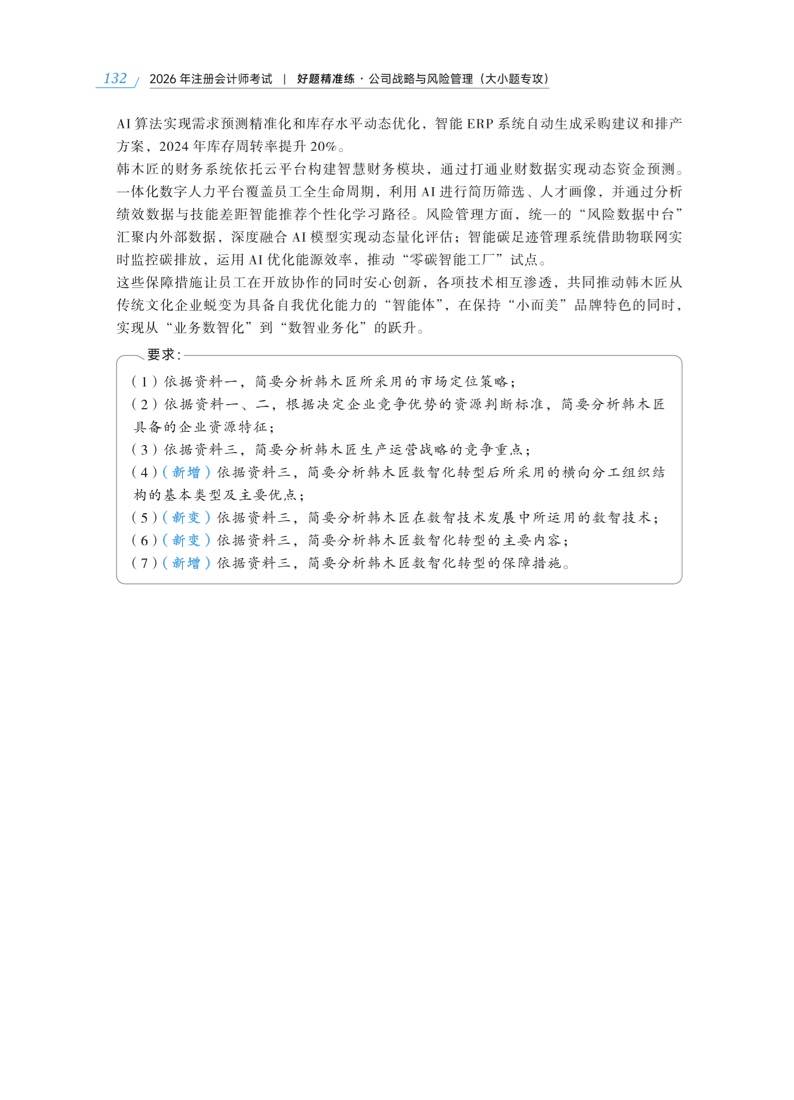 132 2026 年注册会计师考试 | 好题精准练 · 公司战略与风险管理（大小题专攻）
AI 算法实现需求预测精准化和库存水平动态优化，智能 ERP 系统自动生成采购建议和排产
方案，2024 年库存周转率提升 20%。
韩木匠的财务系统依托云平台构建智慧财务模块，通过打通业财数据实现动态资金预测。
一体化数字人力平台覆盖员工全生命周期，利用 AI 进行简历筛选、人才画像，并通过分析
绩效数据与技能差距智能推荐个性化学习路径。风险管理方面，统一的“风险数据中台”
汇聚内外部数据，深度融合 AI 模型实现动态量化评估；智能碳足迹管理系统借助物联网实
时监控碳排放，运用 AI 优化能源效率，推动“零碳智能工厂”试点。
这些保障措施让员工在开放协作的同时安心创新，各项技术相互渗透，共同推动韩木匠从
传统文化企业蜕变为具备自我优化能力的“智能体”，在保持“小而美”品牌特色的同时，
实现从“业务数智化”到“数智业务化”的跃升。
要求：
（1）依据资料一，简要分析韩木匠所采用的市场定位策略；
（2）依据资料一、二，根据决定企业竞争优势的资源判断标准，简要分析韩木匠
具备的企业资源特征；
（3）依据资料三，简要分析韩木匠生产运营战略的竞争重点；
（4）（新增）依据资料三，简要分析韩木匠数智化转型后所采用的横向分工组织结
构的基本类型及主要优点；
（5）（新变）依据资料三，简要分析韩木匠在数智技术发展中所运用的数智技术；
（6）（新变）依据资料三，简要分析韩木匠数智化转型的主要内容；
（7）（新增）依据资料三，简要分析韩木匠数智化转型的保障措施。